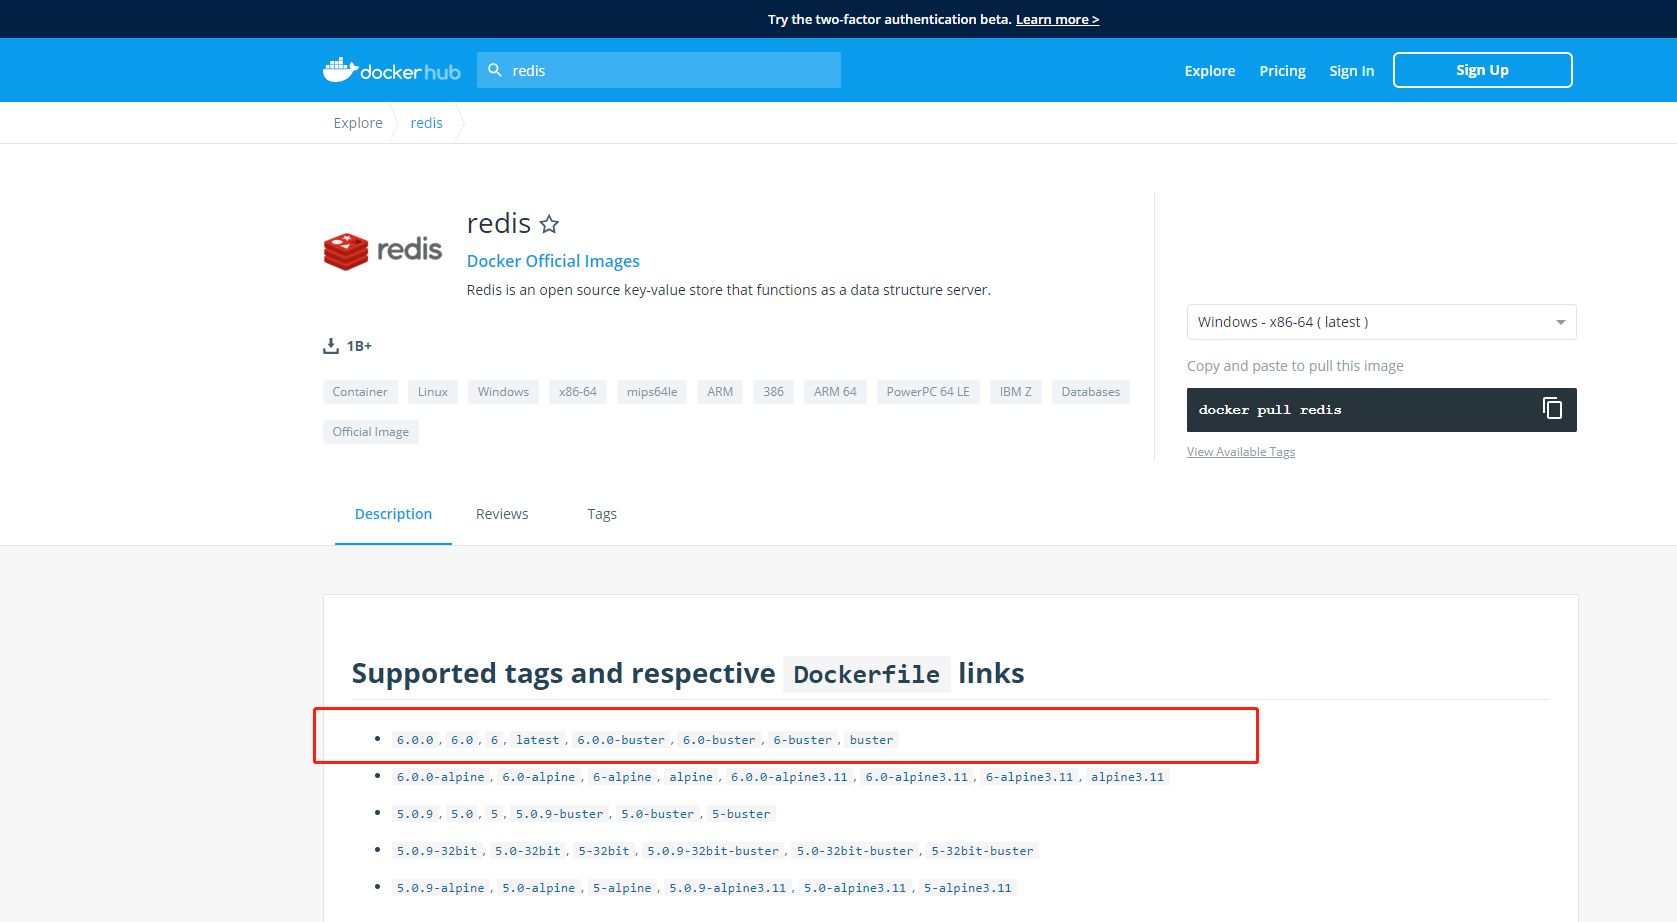 Try the two-factor authentication beta. Learn more >
docker hub
redis
Explore
Pricing
Sign In
Sign Up
Explore
redis
redis
redis
Docker Official Images
Redis is an open source key-value store that functions as a data structure server.
1B+
Container
Linux
Windows
x86-64
mips64le
ARM
386
ARM 64
PowerPC 64 LE
IBM Z
Databases
Official Image
Windows - x86-64 ( latest )
Copy and paste to pull this image
docker pull redis
View Available Tags
Description
Reviews
Tags
Supported tags and respective Dockerfile links
• 6.0.0, 6.0, 6, latest, 6.0.0-buster, 6.0-buster, 6-buster, buster
• 6.0.0-alpine, 6.0-alpine, 6-alpine, alpine, 6.0.0-alpine3.11, 6.0-alpine3.11, 6-alpine3.11, alpine3.11
• 5.0.9, 5.0, 5, 5.0.9-buster, 5.0-buster, 5-buster
• 5.0.9-32bit, 5.0-32bit, 5-32bit, 5.0.9-32bit-buster, 5.0-32bit-buster, 5-32bit-buster
• 5.0.9-alpine, 5.0-alpine, 5-alpine, 5.0.9-alpine3.11, 5.0-alpine3.11, 5-alpine3.11